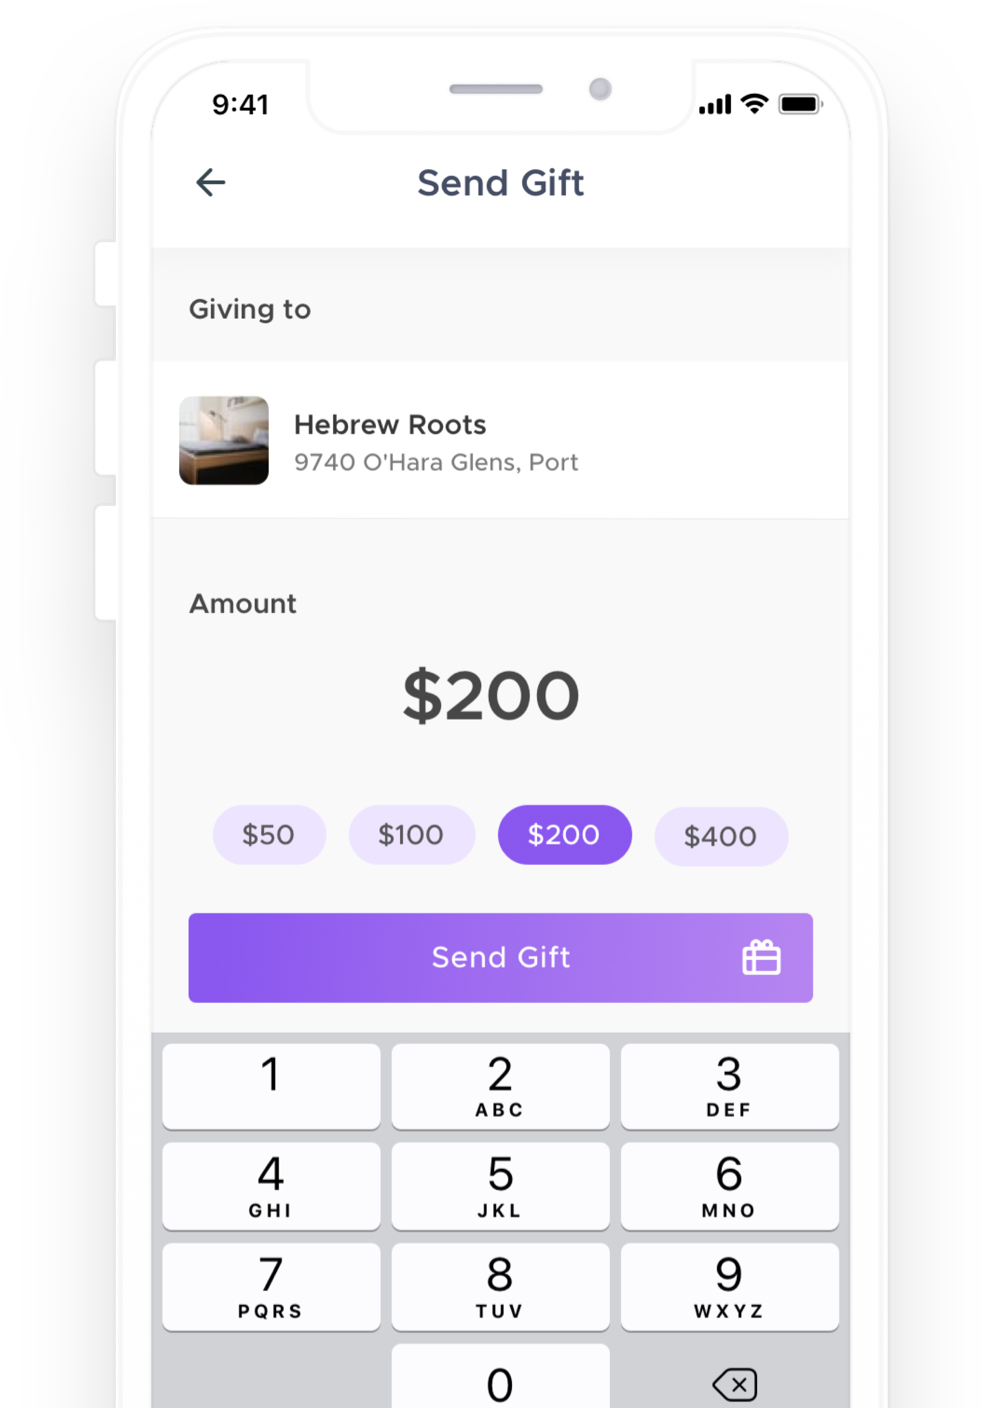 9:41
Send Gift
Giving to
Hebrew Roots
9740 O'Hara Glens, Port
Amount
$200
$50 $100 $200 $400
Send Gift
1 2 3
ABC DEF
4 5 6
GHI JKL MNO
7 8 9
PQRS TUV WXYZ
0